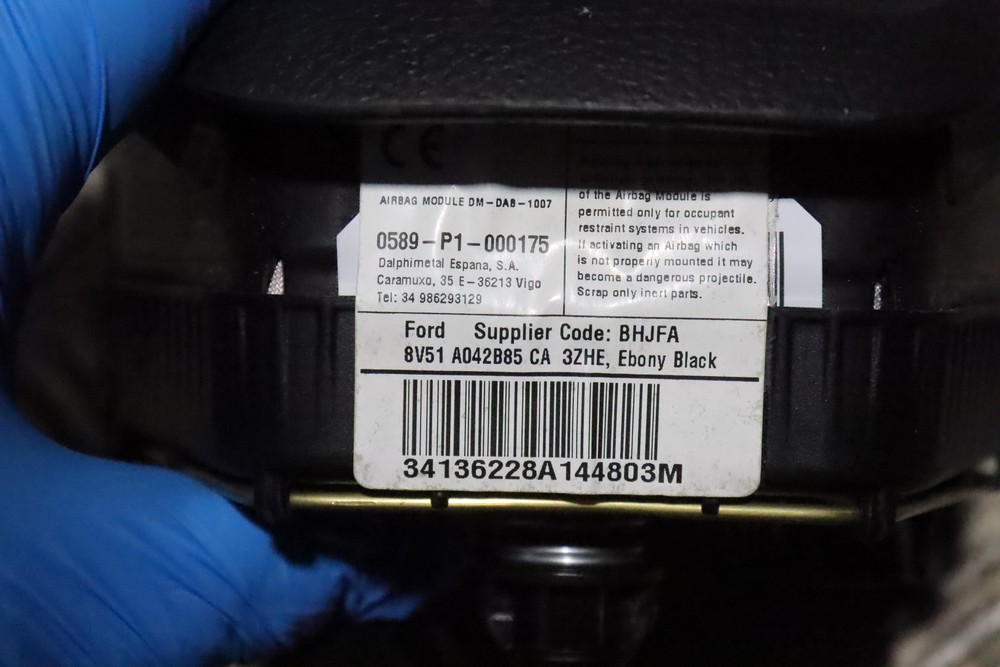 CE
AIRBAG MODULE DM-DAB-1007
0589-P1-000175
Dalphimetal Espana, S.A.
Caramuxo, 35 E-36213 Vigo
Tel: 34 986293129
of the Airbag Module is
permitted only for occupant
restraint systems in vehicles.
If activating an Airbag which
is not properly mounted it may
become a dangerous projectile.
Scrap only inert parts.
Ford Supplier Code: BHJFA
8V51 A042B85 CA 3ZHE, Ebony Black
34136228A144803M